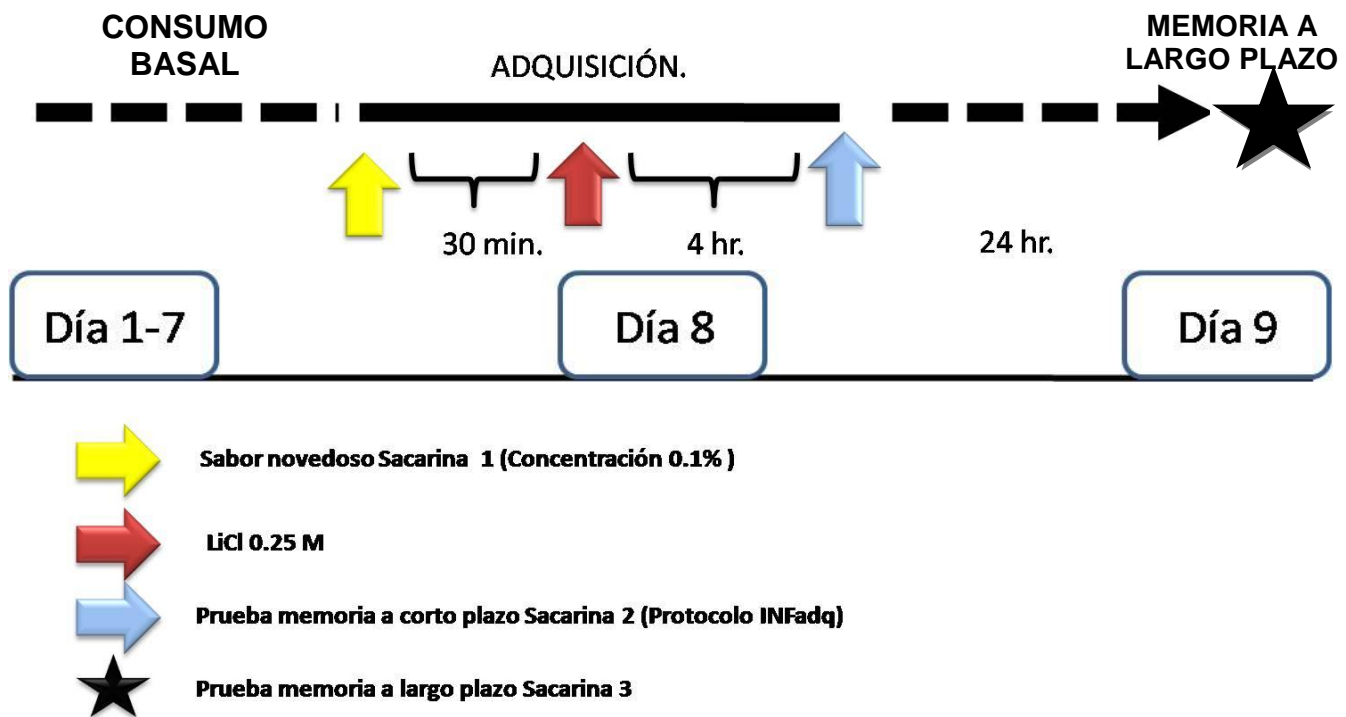 CONSUMO
BASAL
ADQUISICIÓN.
MEMORIA A
LARGO PLAZO
30 min.
4 hr.
24 hr.
Día 1-7
Día 8
Día 9
Sabor novedoso Sacarina 1 (Concentración 0.1% )
LiCl 0.25 M
Prueba memoria a corto plazo Sacarina 2 (Protocolo INFadq)
Prueba memoria a largo plazo Sacarina 3